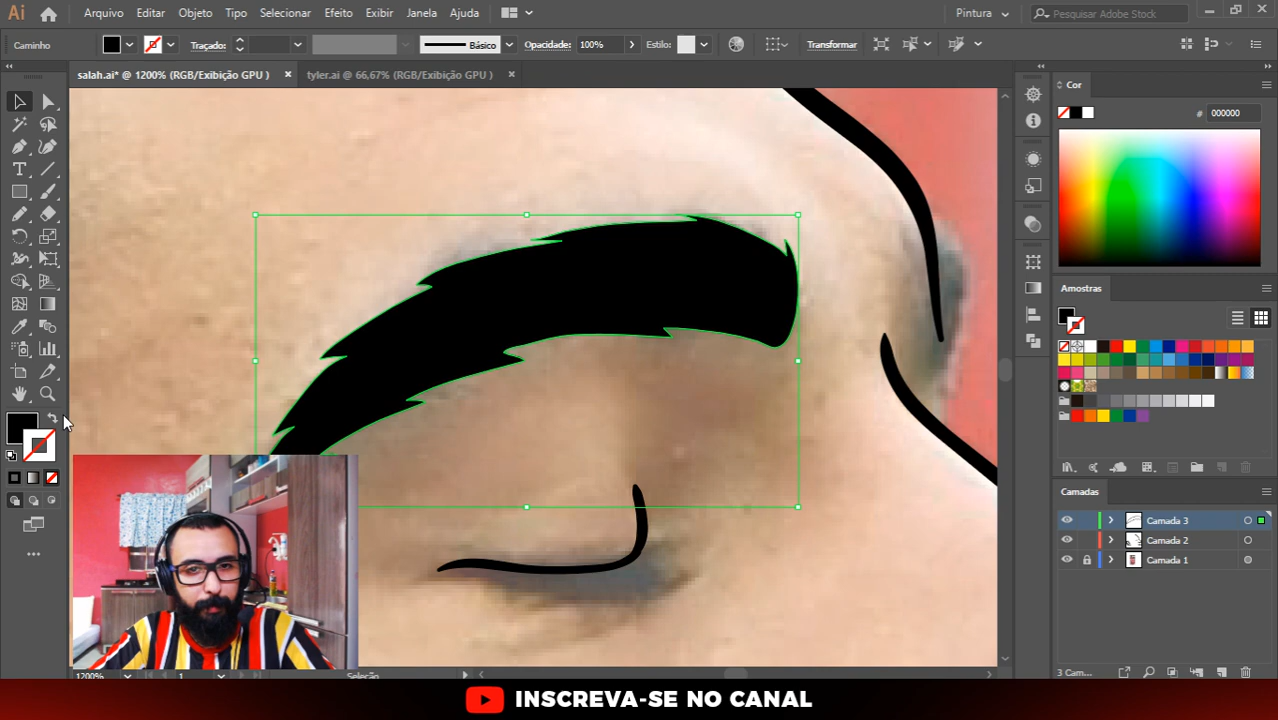 Ai Arquivo Editar Objeto Tipo Selecionar Efeito Exibir Janela Ajuda Pintura Pesquisar Adobe Stock
Caminho Traçado: Básico Opacidade: 100% Estilo: Transformar
salah.ai* @ 1200% (RGB/Exibição GPU ) × tyler.ai @ 66,67% (RGB/Exibição GPU ) ×
Cor
# 000000
Amostras
Camadas
Camada 3
Camada 2
Camada 1
1200% 1 Seleção 3 Cam...
INSCREVA-SE NO CANAL